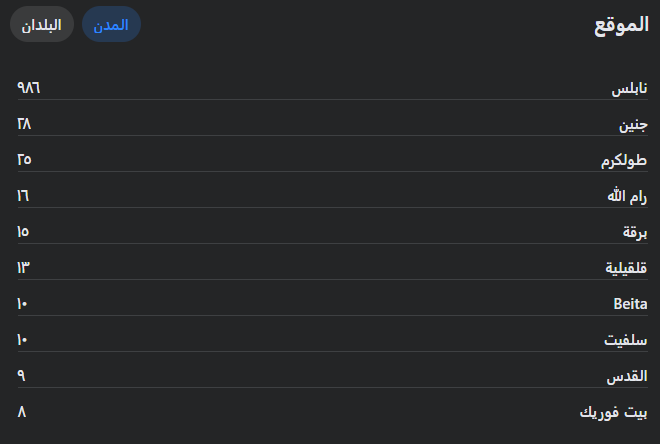 الموقع المدن البلدان
نابلس ٩٨٦
جنين ٢٨
طولكرم ٢٥
رام الله ١٦
برقة ١٥
قلقيلية ١٣
Beita ١٠
سلفيت ١٠
القدس ٩
بيت فوريك ٨